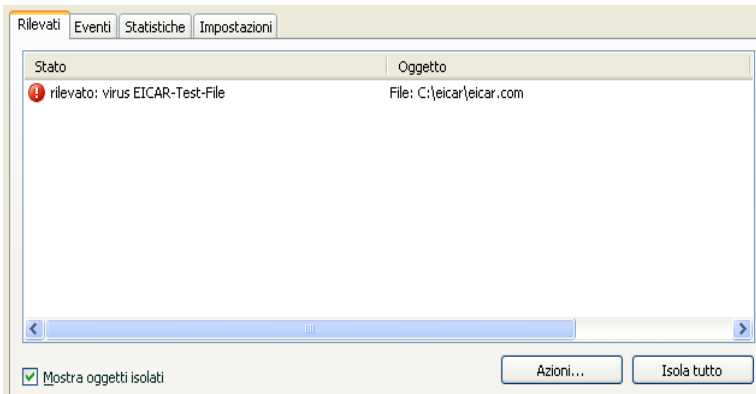 Rilevati Eventi Statistiche Impostazioni
Stato Oggetto
rilevato: virus EICAR-Test-File File: C:\eicar\eicar.com
Mostra oggetti isolati Azioni... Isola tutto